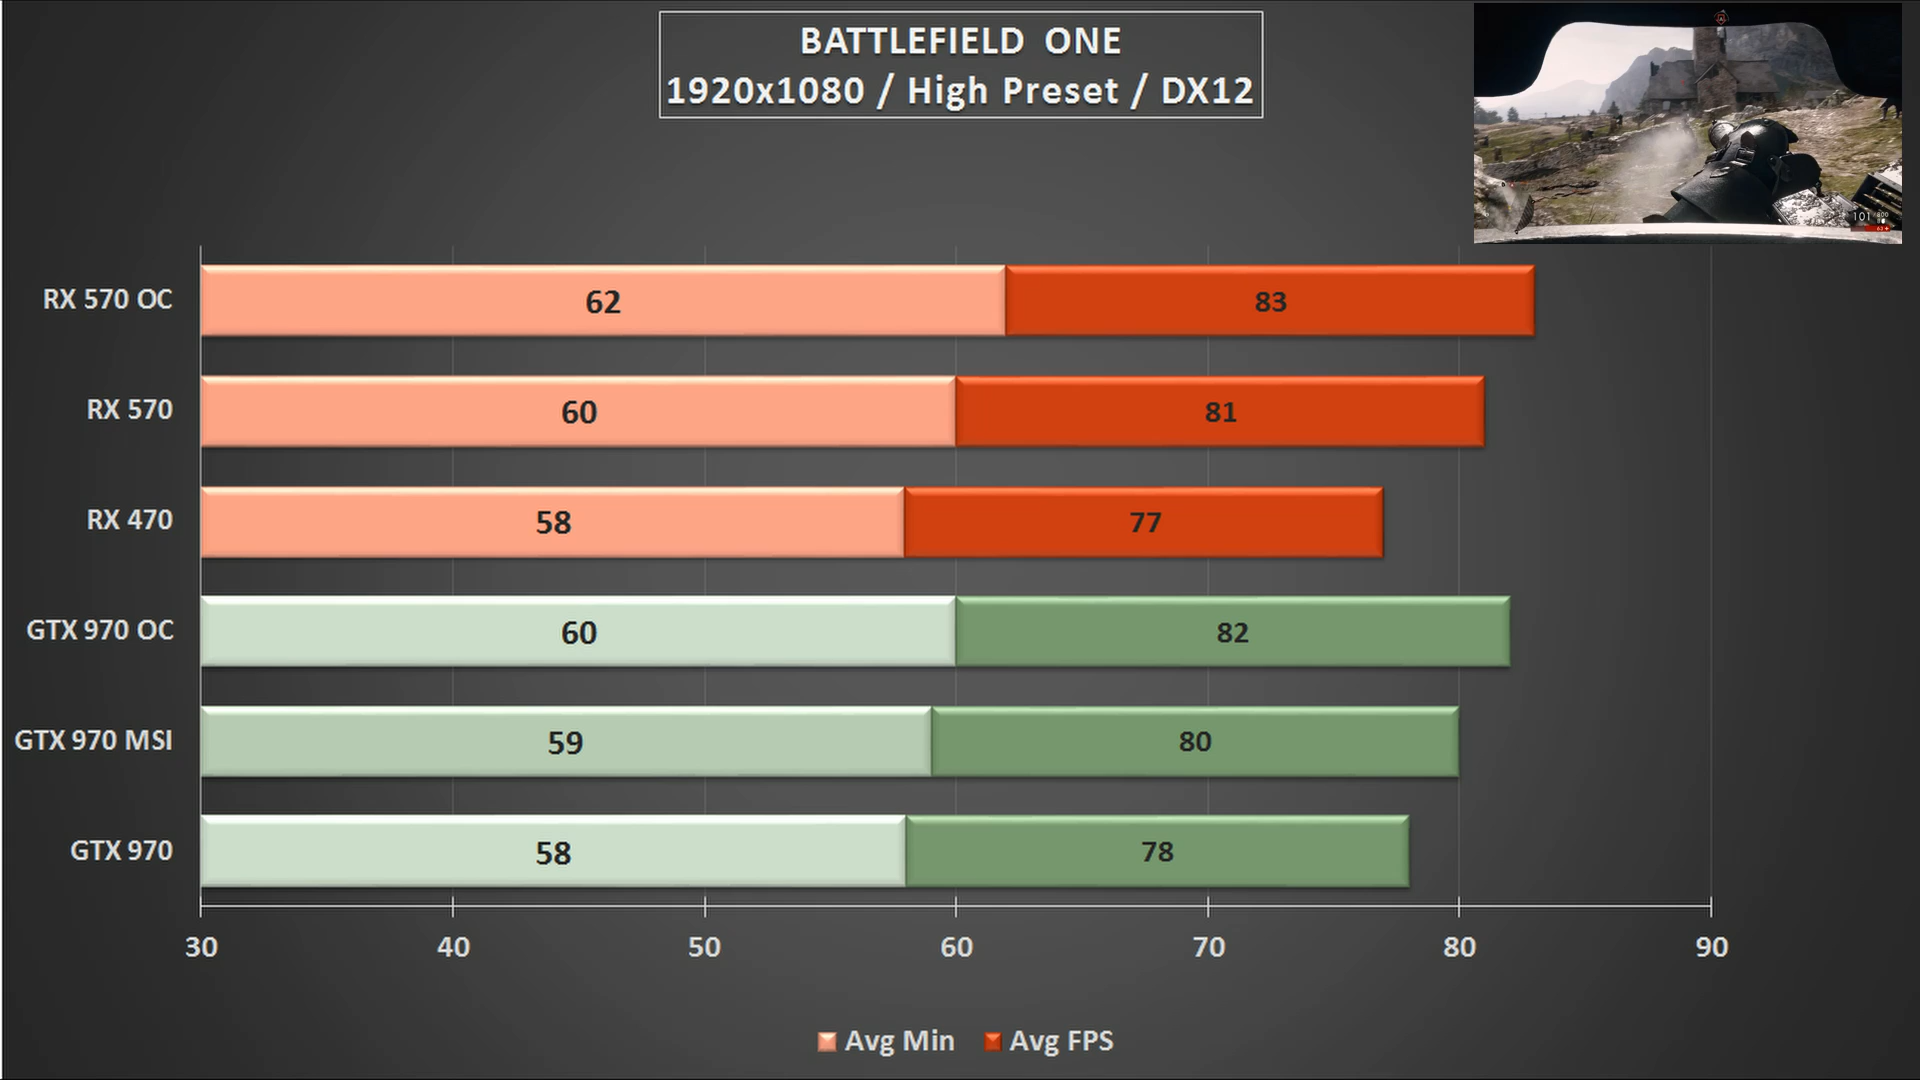 BATTLEFIELD ONE
1920x1080 / High Preset / DX12
RX 570 OC
62
83
RX 570
60
81
RX 470
58
77
GTX 970 OC
60
82
GTX 970 MSI
59
80
GTX 970
58
78
30 40 50 60 70 80 90
Avg Min Avg FPS
101